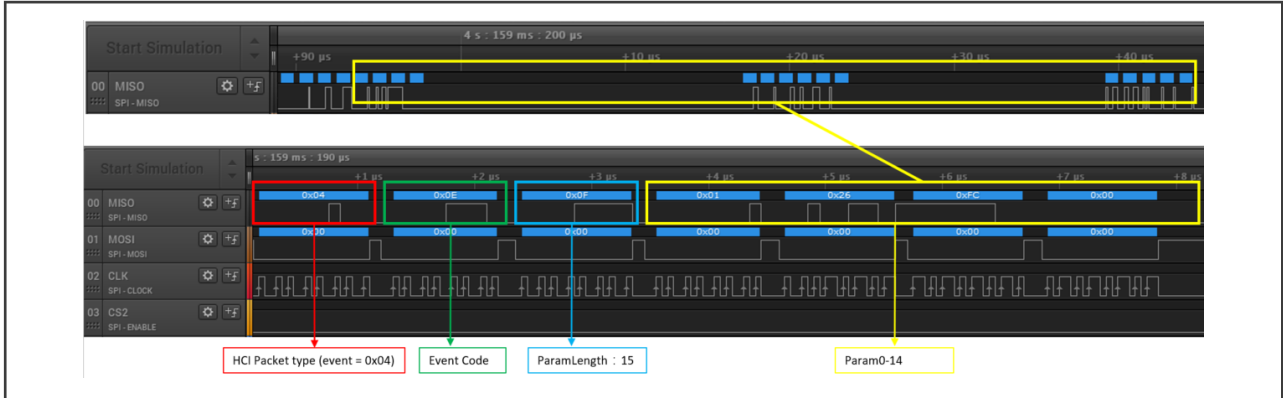 Start Simulation
4 s : 159 ms : 200 µs
+90 µs +10 µs +20 µs +30 µs +40 µs
00 MISO
SPI - MISO
Start Simulation
s : 159 ms : 190 µs
+1 µs +2 µs +3 µs +4 µs +5 µs +6 µs +7 µs +8 µs
00 MISO 0x04 0x0E 0x0F 0x01 0x26 0xFC 0x00
SPI - MISO
01 MOSI 0x00 0x00 0x00 0x00 0x00 0x00 0x00
SPI - MOSI
02 CLK
SPI - CLOCK
03 CS2
SPI - ENABLE
HCI Packet type (event = 0x04) Event Code ParamLength : 15 Param0-14